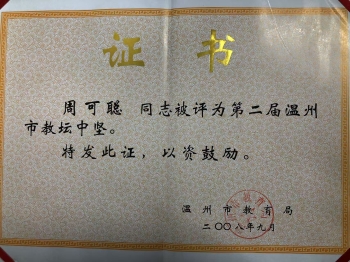 证书
周可聪 同志被评为第二届温州
市教坛中坚。
特发此证，以资鼓励。
温州市教育局
二〇〇八年九月